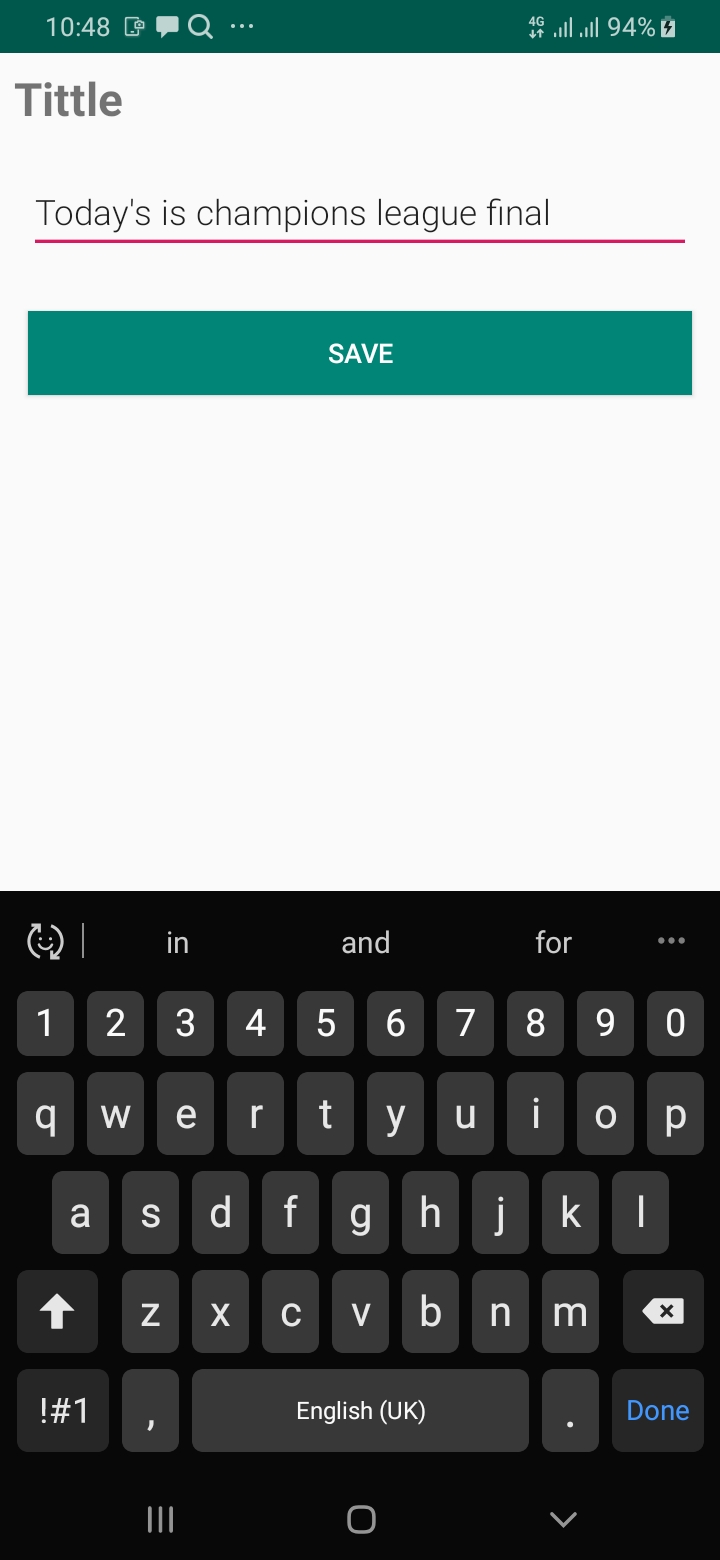 10:48 4G 94%
Tittle
Today's is champions league final
SAVE
in and for
1 2 3 4 5 6 7 8 9 0
q w e r t y u i o p
a s d f g h j k l
z x c v b n m
!#1 , English (UK) . Done